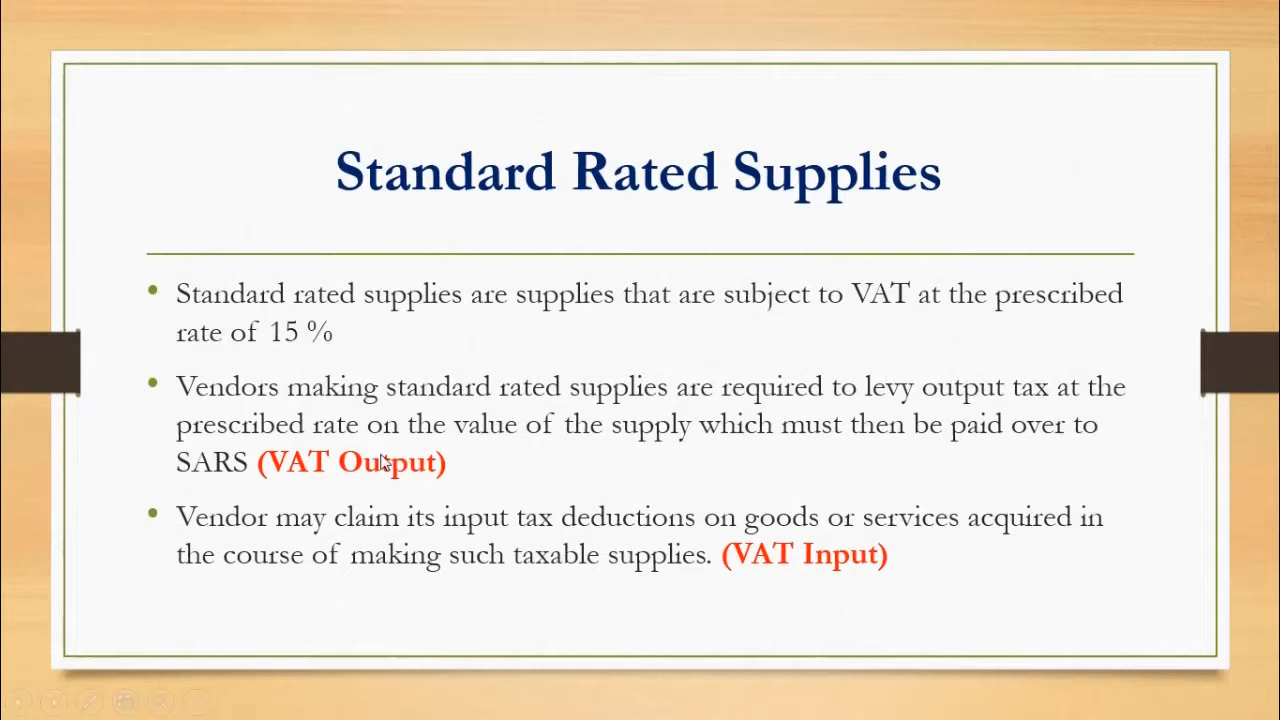 Standard Rated Supplies
• Standard rated supplies are supplies that are subject to VAT at the prescribed
rate of 15 %
• Vendors making standard rated supplies are required to levy output tax at the
prescribed rate on the value of the supply which must then be paid over to
SARS (VAT Output)
• Vendor may claim its input tax deductions on goods or services acquired in
the course of making such taxable supplies. (VAT Input)